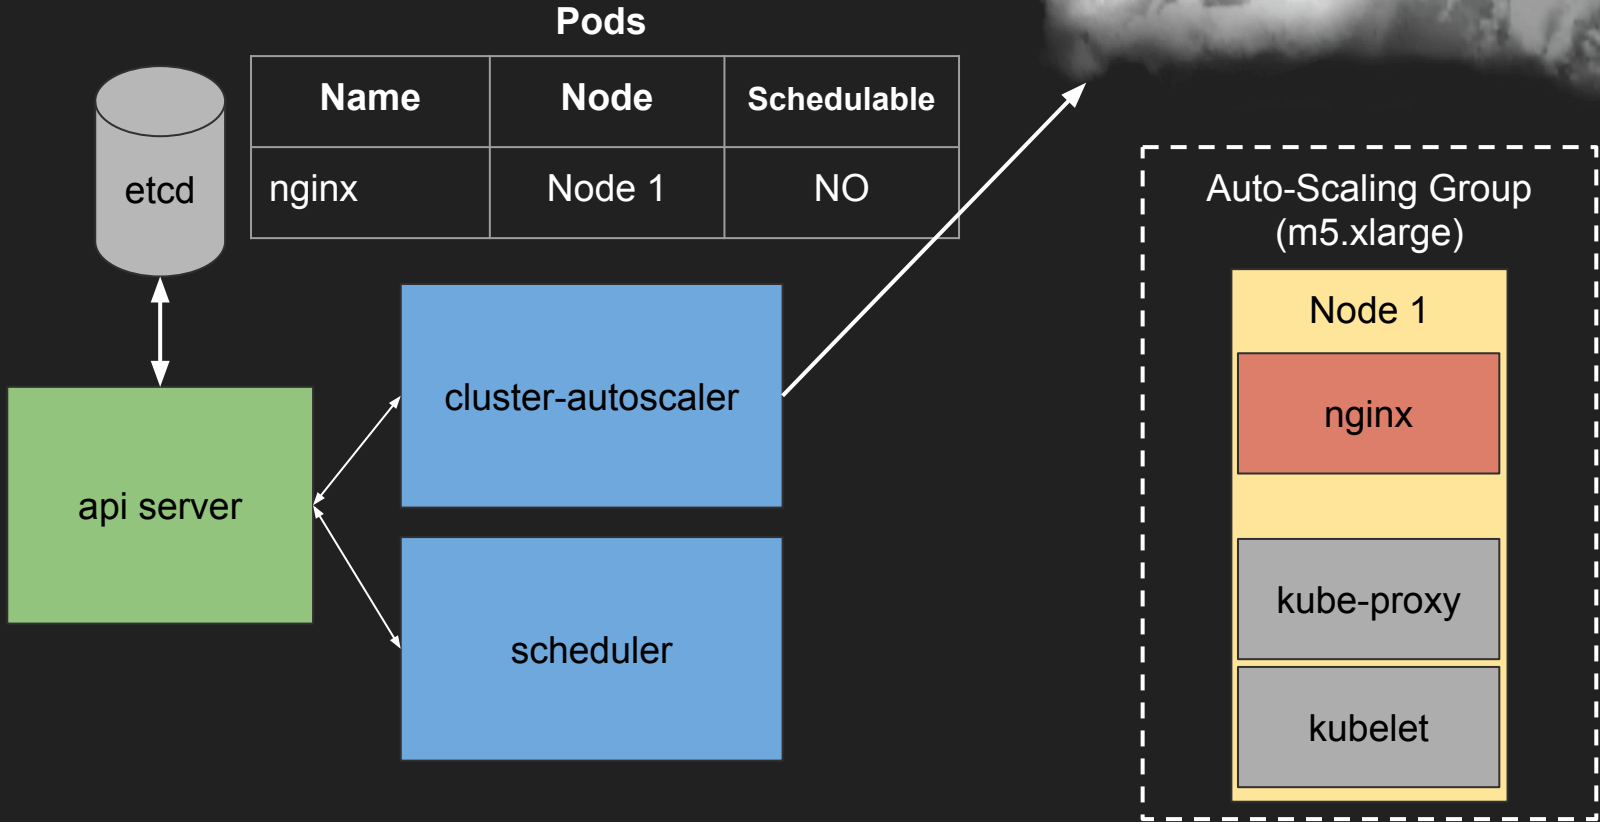 Pods
Name Node Schedulable
nginx Node 1 NO
etcd
api server
cluster-autoscaler
scheduler
Auto-Scaling Group
(m5.xlarge)
Node 1
nginx
kube-proxy
kubelet